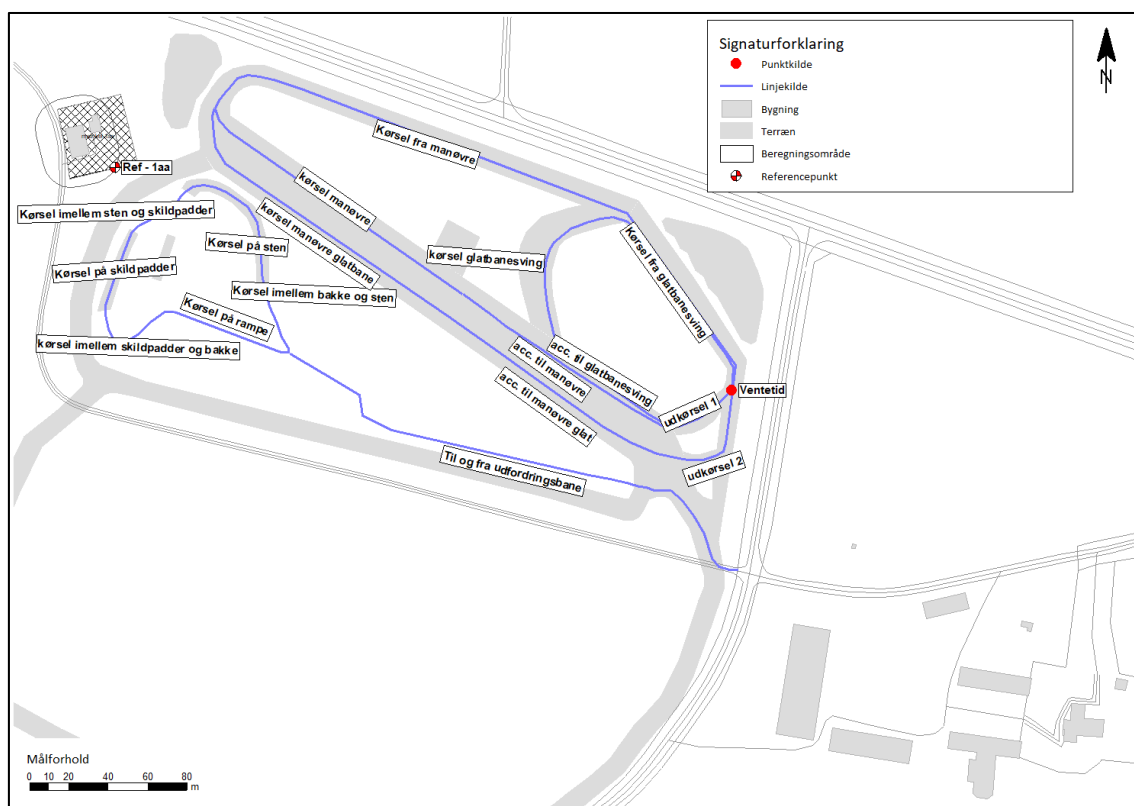 Signaturforklaring
Punktkilde
Linjekilde
Bygning
Terræn
Beregningsområde
Referencepunkt
N
Kørsel fra manøvre
Ref - 1aa
kørsel manøvre
Kørsel imellem sten og skildpadder
kørsel manøvre glatbane
Kørsel på sten
kørsel glatbanesving
Kørsel fra glatbanesving
Kørsel på skildpadder
Kørsel imellem bakke og sten
Kørsel på rampe
kørsel imellem skildpadder og bakke
acc. til glatbanesving
acc. til manøvre
acc. til manøvre glat
Ventetid
udkørsel 1
udkørsel 2
Til og fra udfordringsbane
Målforhold
0 10 20 40 60 80
m